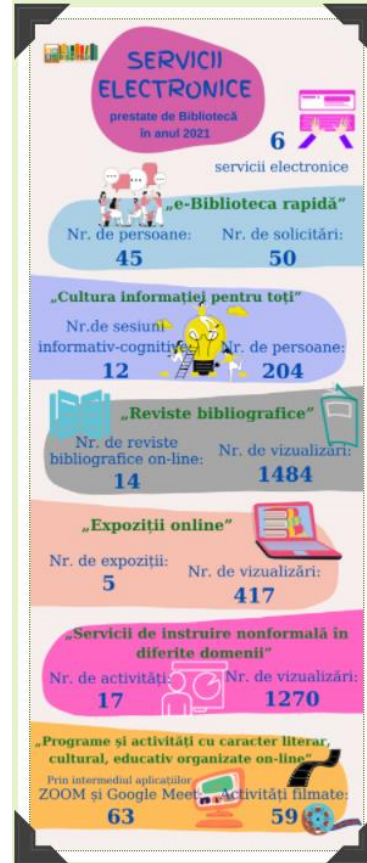 SERVICII
ELECTRONICE
prestate de Bibliotecă
în anul 2021
6
servicii electronice
„e-Biblioteca rapidă”
Nr. de persoane:
45
Nr. de solicitări:
50
„Cultura informației pentru toți”
Nr.de sesiuni
informativ-cognitive:
12
Nr. de persoane:
204
„Reviste bibliografice”
Nr. de reviste
bibliografice on-line:
14
Nr. de vizualizări:
1484
„Expoziții online”
Nr. de expoziții:
5
Nr. de vizualizări:
417
„Servicii de instruire nonformală în
diferite domenii”
Nr. de activități:
17
Nr. de vizualizări:
1270
„Programe și activități cu caracter literar,
cultural, educativ organizate on-line”
Prin intermediul aplicațiilor
ZOOM și Google Meet:
63
Activități filmate:
59